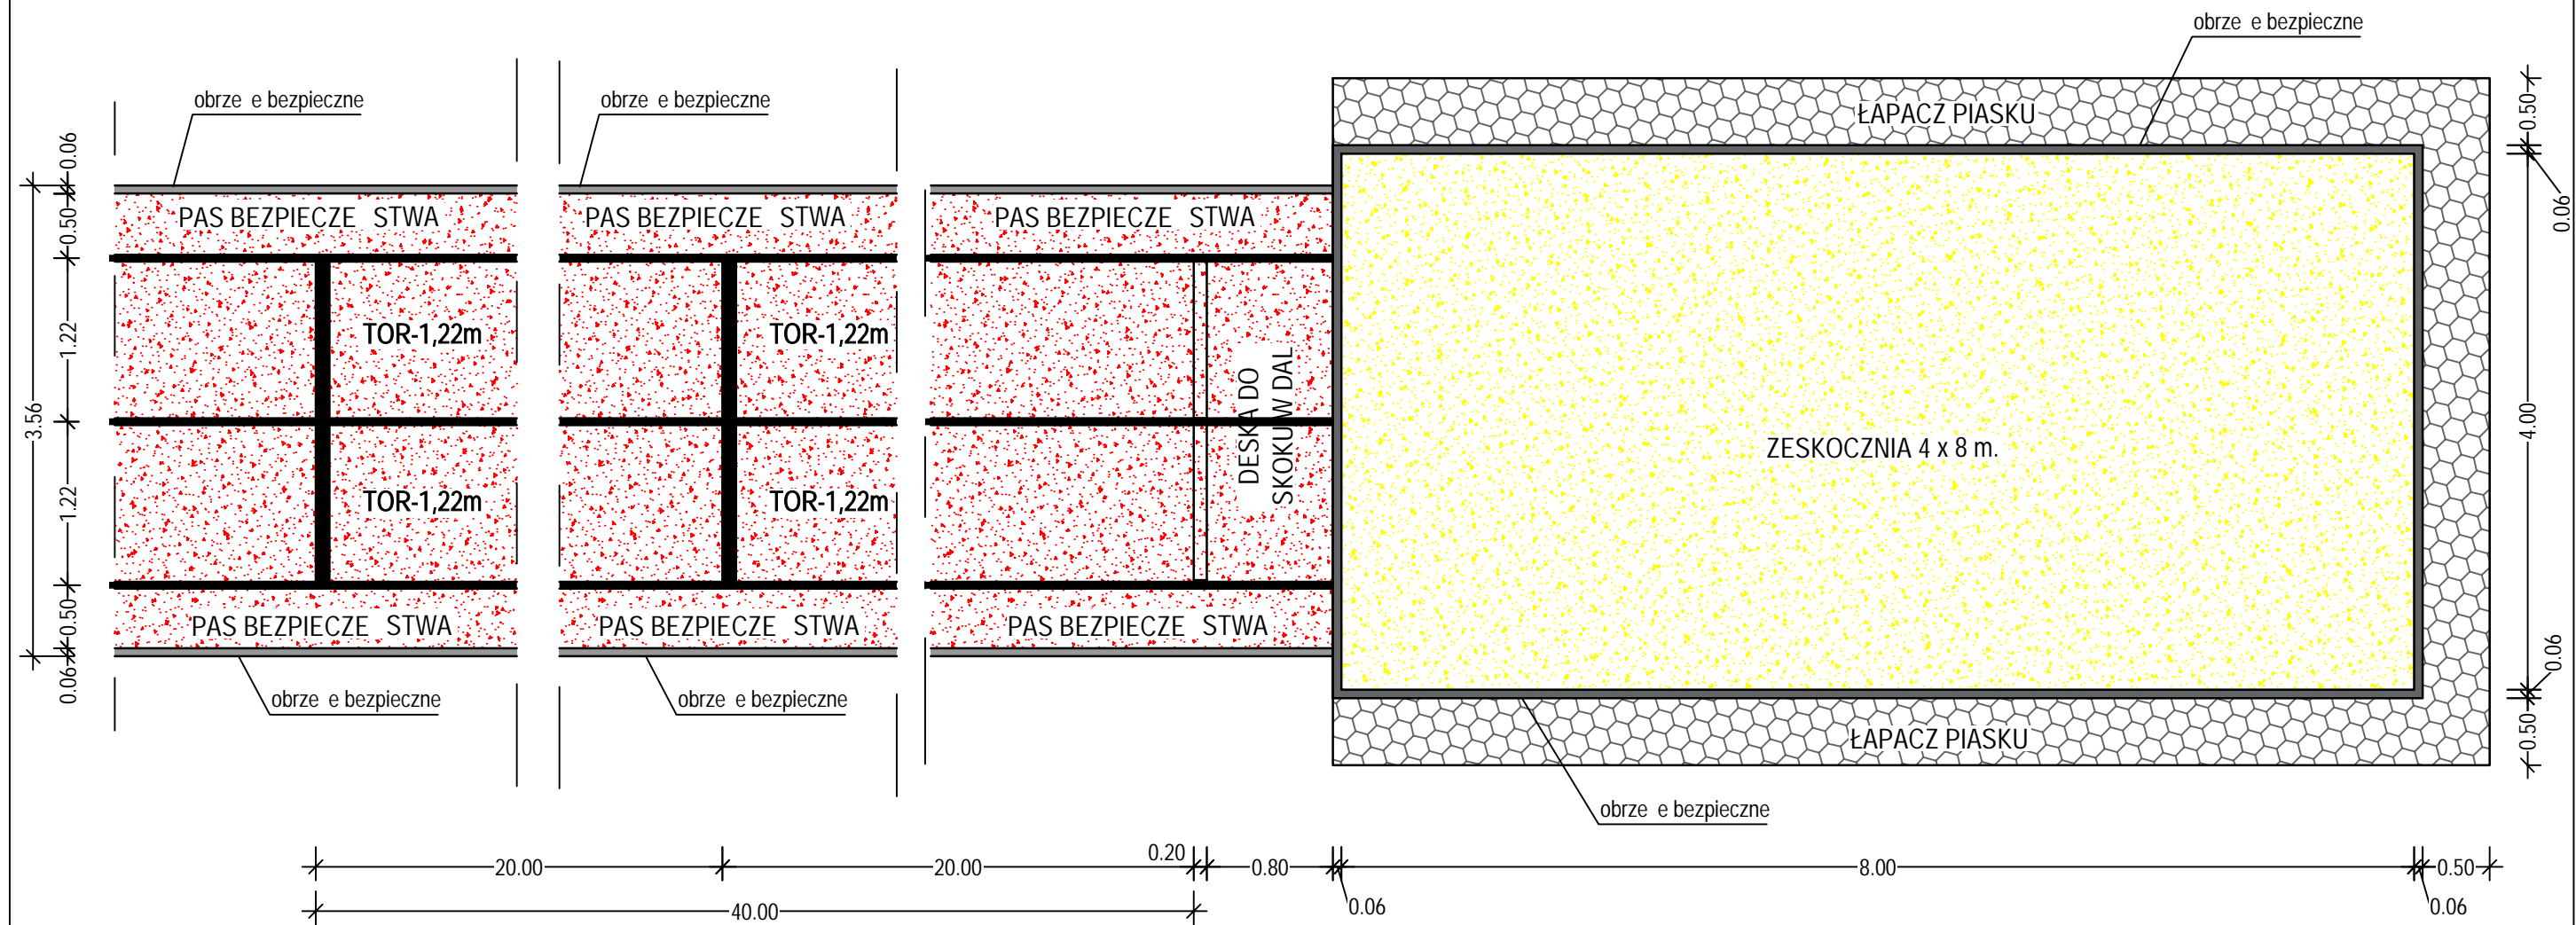 obrze e bezpieczne
obrze e bezpieczne
obrze e bezpieczne
ŁAPACZ PIASKU
0.50
0.06
0.06
0.50
1.22
1.22
0.50
0.06
3.56
PAS BEZPIECZE STWA
PAS BEZPIECZE STWA
PAS BEZPIECZE STWA
TOR-1,22m
TOR-1,22m
TOR-1,22m
TOR-1,22m
DESKA DO
SKOKU W DAL
ZESKOCZNIA 4 x 8 m.
4.00
PAS BEZPIECZE STWA
PAS BEZPIECZE STWA
PAS BEZPIECZE STWA
0.06
obrze e bezpieczne
obrze e bezpieczne
ŁAPACZ PIASKU
0.50
obrze e bezpieczne
20.00
20.00
0.20
0.80
8.00
0.50
40.00
0.06
0.06